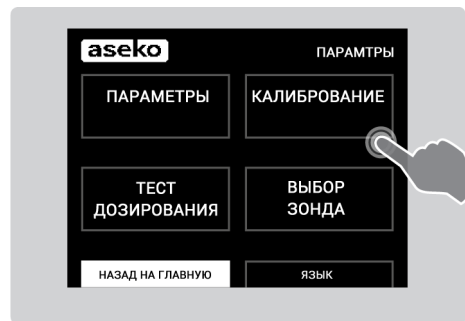 aseko
ПАРАМТРЫ
ПАРАМЕТРЫ
КАЛИБРОВАНИЕ
ТЕСТ
ДОЗИРОВАНИЯ
ВЫБОР
ЗОНДА
НАЗАД НА ГЛАВНУЮ
ЯЗЫК